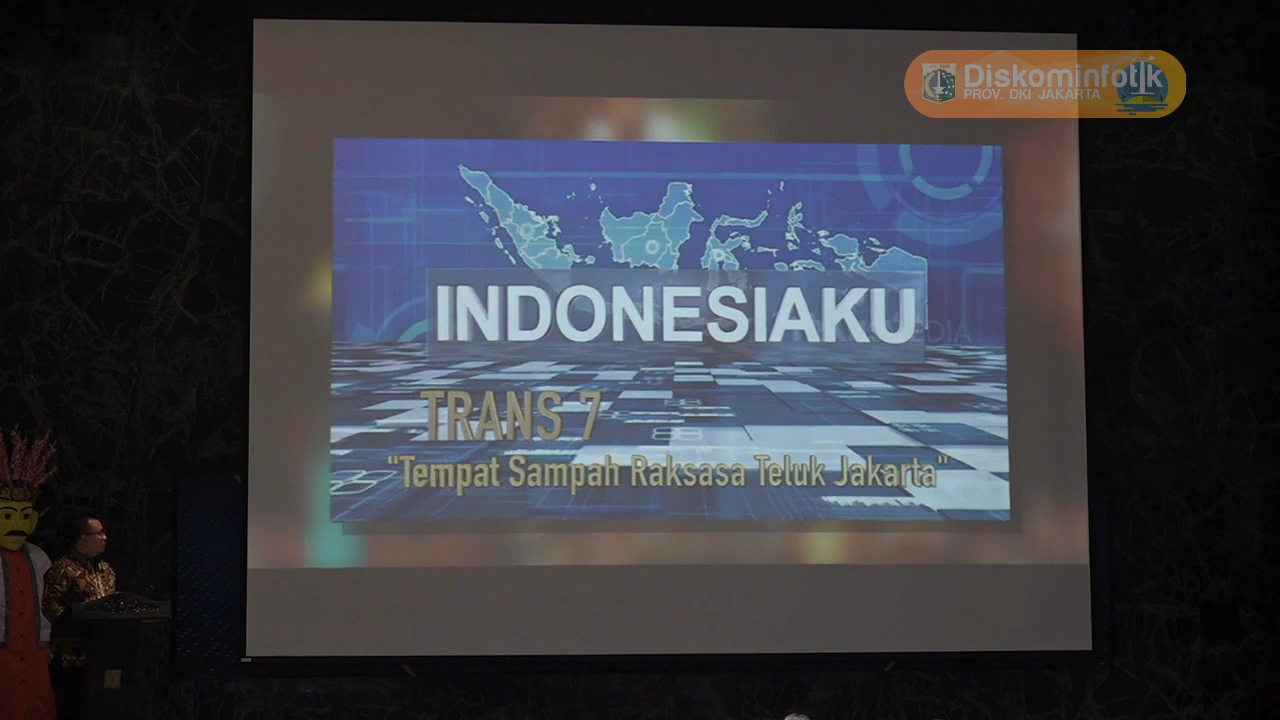 Diskominfotik
PROV. DKI JAKARTA
INDONESIAKU
TRANS 7
"Tempat Sampah Raksasa Teluk Jakarta"